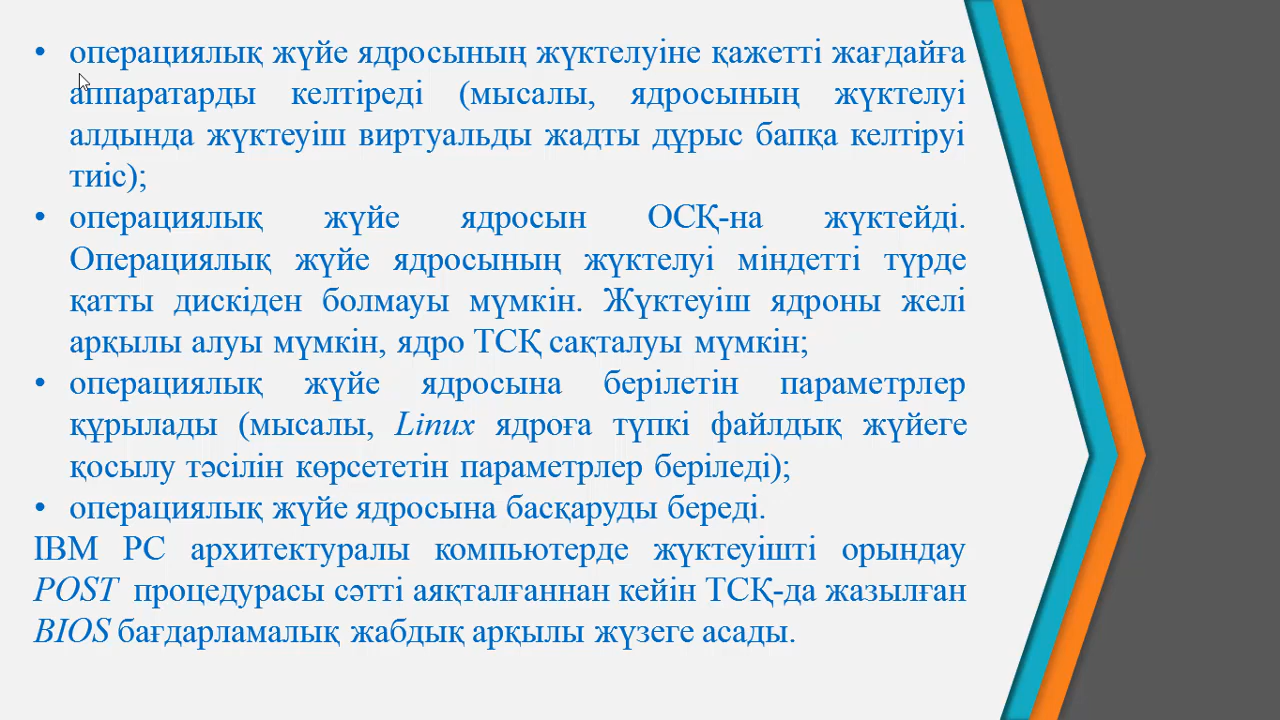 • операциялық жүйе ядросының жүктелуіне қажетті жағдайға
аппаратарды келтіреді (мысалы, ядросының жүктелуі
алдында жүктеуіш виртуальды жадты дұрыс бапқа келтіруі
тиіс);
• операциялық жүйе ядросын ОСҚ-на жүктейді.
Операциялық жүйе ядросының жүктелуі міндетті түрде
қатты дискіден болмауы мүмкін. Жүктеуіш ядроны желі
арқылы алуы мүмкін, ядро ТСҚ сақталуы мүмкін;
• операциялық жүйе ядросына берілетін параметрлер
құрылады (мысалы, Linux ядроға түпкі файлдық жүйеге
қосылу тәсілін көрсететін параметрлер беріледі);
• операциялық жүйе ядросына басқаруды береді.
IBM PC архитектуралы компьютерде жүктеуішті орындау
POST процедурасы сәтті аяқталғаннан кейін ТСҚ-да жазылған
BIOS бағдарламалық жабдық арқылы жүзеге асады.